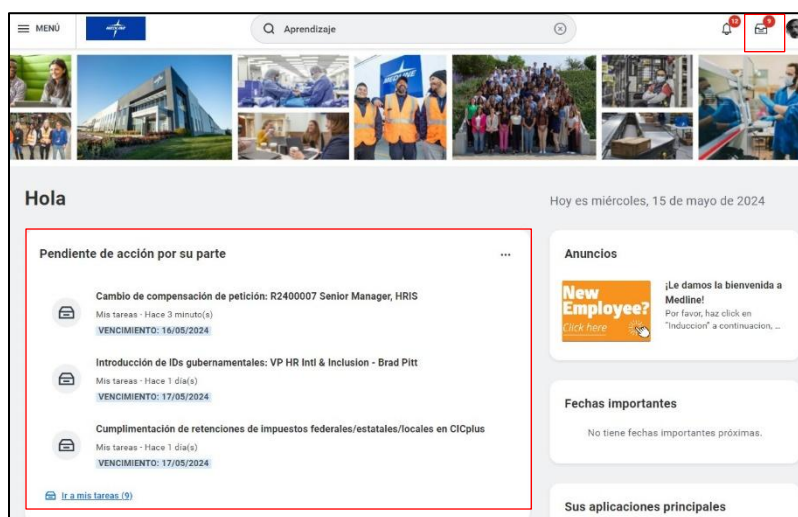 MENÚ
MEDLINE
Aprendizaje
12
9
Hola
Hoy es miércoles, 15 de mayo de 2024
Pendiente de acción por su parte
Cambio de compensación de petición: R2400007 Senior Manager, HRIS
Mis tareas - Hace 3 minuto(s)
VENCIMIENTO: 16/05/2024
Introducción de IDs gubernamentales: VP HR Intl & Inclusion - Brad Pitt
Mis tareas - Hace 1 día(s)
VENCIMIENTO: 17/05/2024
Cumplimentación de retenciones de impuestos federales/estatales/locales en CICplus
Mis tareas - Hace 1 día(s)
VENCIMIENTO: 17/05/2024
Ir a mis tareas (9)
Anuncios
New
Employee?
Click here
¡Le damos la bienvenida a
Medline!
Por favor, haz click en
"Induccion" a continuacion, ...
Fechas importantes
No tiene fechas importantes próximas.
Sus aplicaciones principales